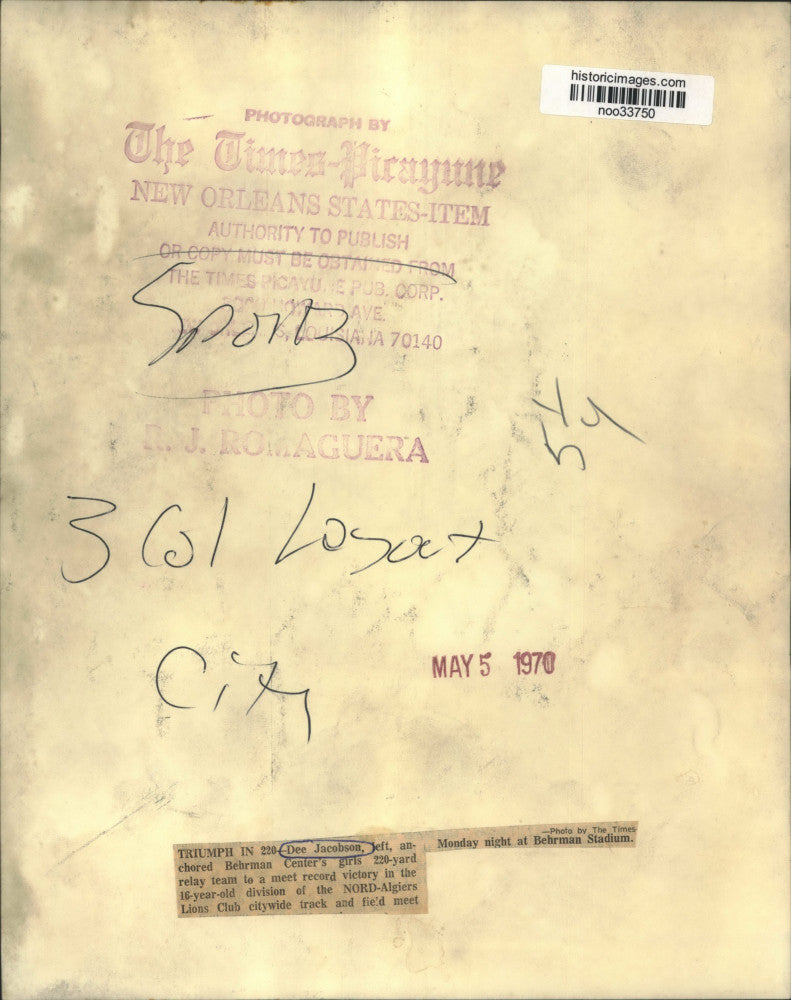 historicimages.com
noo33750
PHOTOGRAPH BY
The Times-Picayune
NEW ORLEANS STATES-ITEM
AUTHORITY TO PUBLISH
OR COPY MUST BE OBTAINED FROM
THE TIMES PICAYU. E PUB. CORP.
AVE.
LOUISIANA 70140
Sports
PHOTO BY
R. J. ROMAGUERA
3 Col
City
MAY 5 1970
—Photo by The Times-
TRIUMPH IN 220—Dee Jacobson, left, an-
chored Behrman Center's girls 220-yard
relay team to a meet record victory in the
16-year-old division of the NORD-Algiers
Lions Club citywide track and field meet
Monday night at Behrman Stadium.